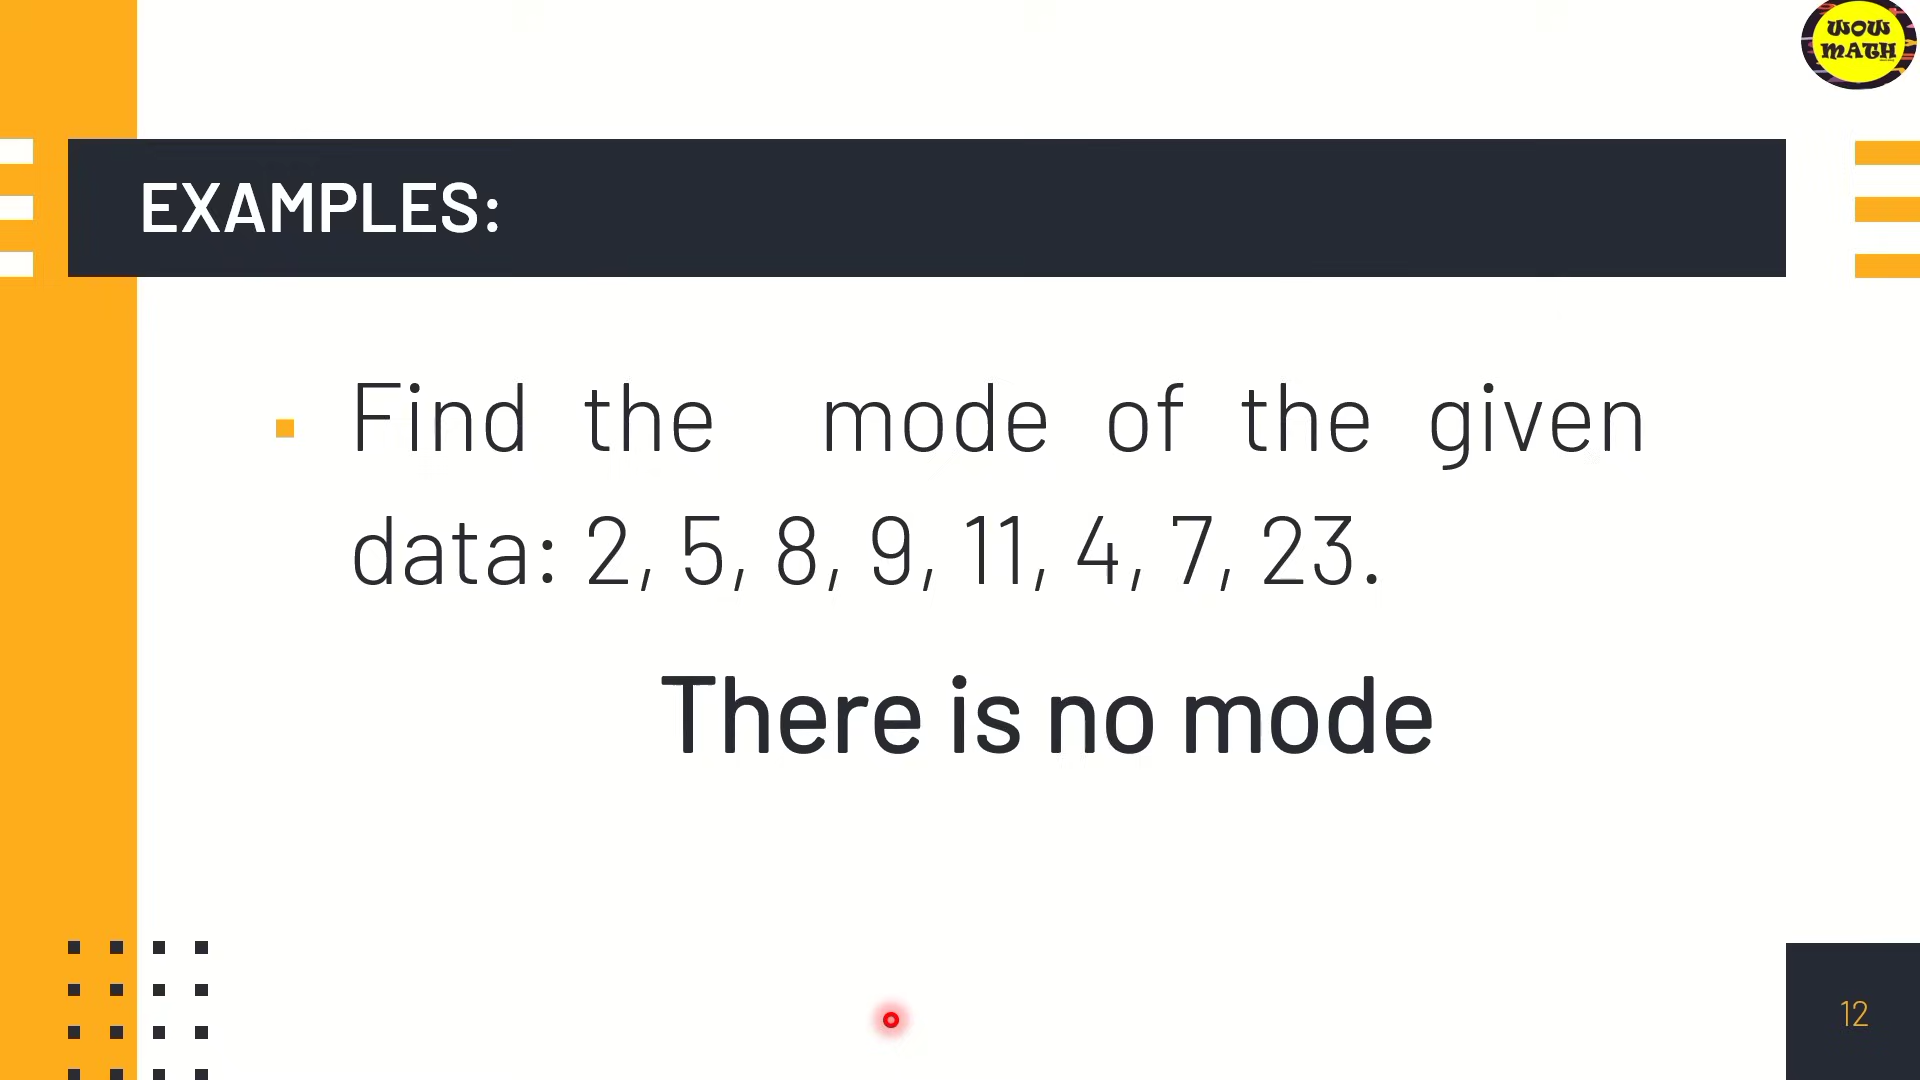 WOW
MATH
EXAMPLES:
Find the mode of the given
data: 2, 5, 8, 9, 11, 4, 7, 23.
There is no mode
12